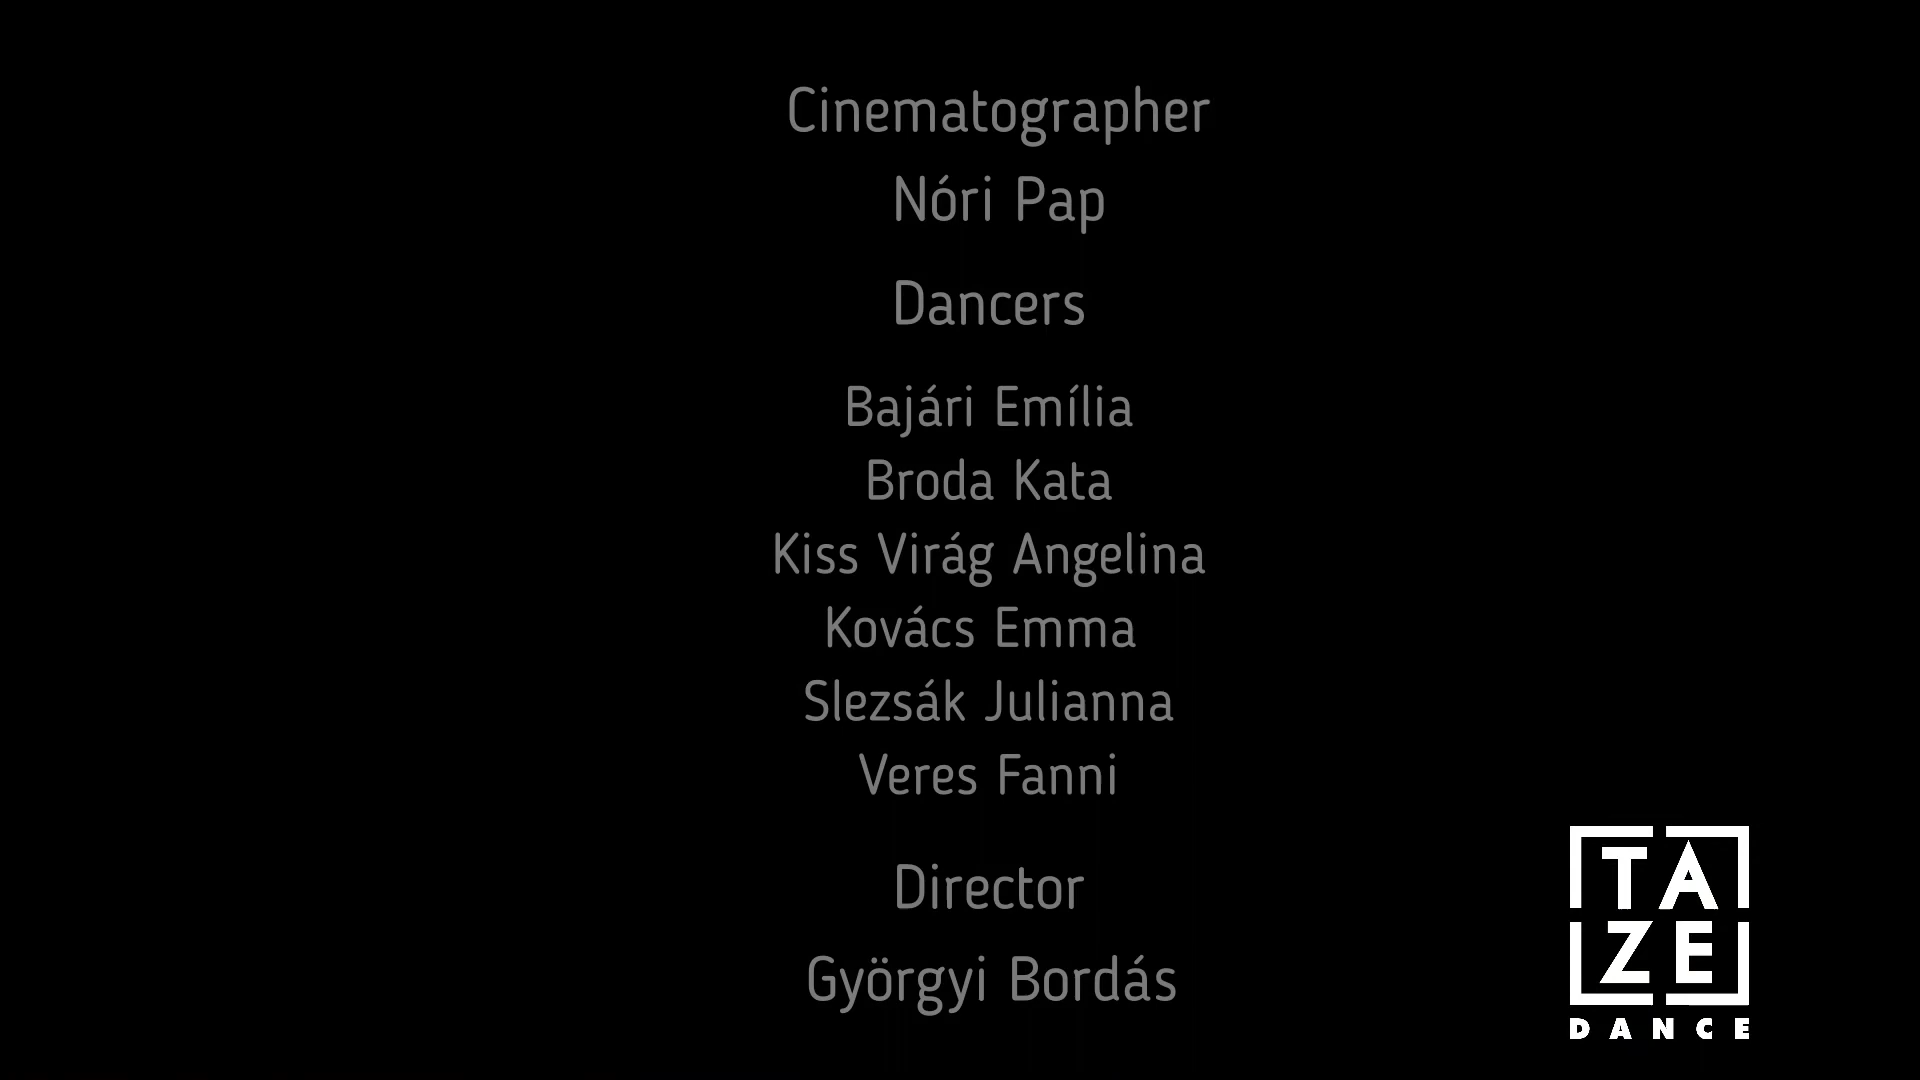 Cinematographer
Nóri Pap
Dancers
Bajári Emília
Broda Kata
Kiss Virág Angelina
Kovács Emma
Slezsák Julianna
Veres Fanni
Director
Györgyi Bordás
TA
ZE
DANCE